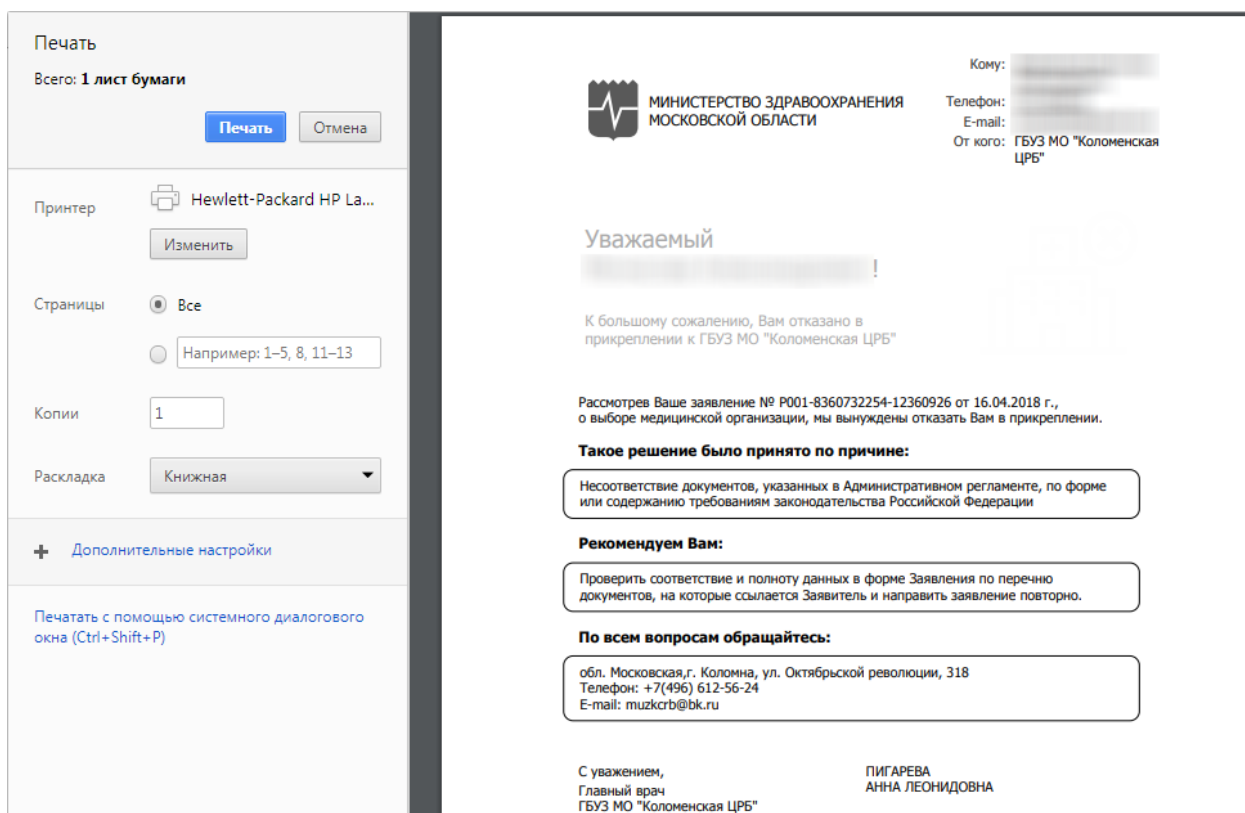 Печать
Всего: 1 лист бумаги
Печать
Отмена
Принтер
Hewlett-Packard HP La...
Изменить
Страницы
Все
Например: 1–5, 8, 11–13
Копии
1
Раскладка
Книжная
Дополнительные настройки
Печатать с помощью системного диалогового
окна (Ctrl+Shift+P)
МИНИСТЕРСТВО ЗДРАВООХРАНЕНИЯ
МОСКОВСКОЙ ОБЛАСТИ
Кому:
Телефон:
E-mail:
От кого: ГБУЗ МО "Коломенская
ЦРБ"
Уважаемый
!
К большому сожалению, Вам отказано в
прикреплении к ГБУЗ МО "Коломенская ЦРБ"
Рассмотрев Ваше заявление № P001-8360732254-12360926 от 16.04.2018 г.,
о выборе медицинской организации, мы вынуждены отказать Вам в прикреплении.
Такое решение было принято по причине:
Несоответствие документов, указанных в Административном регламенте, по форме
или содержанию требованиям законодательства Российской Федерации
Рекомендуем Вам:
Проверить соответствие и полноту данных в форме Заявления по перечню
документов, на которые ссылается Заявитель и направить заявление повторно.
По всем вопросам обращайтесь:
обл. Московская,г. Коломна, ул. Октябрьской революции, 318
Телефон: +7(496) 612-56-24
E-mail: muzkcrb@bk.ru
С уважением,
Главный врач
ГБУЗ МО "Коломенская ЦРБ"
ПИГАРЕВА
АННА ЛЕОНИДОВНА